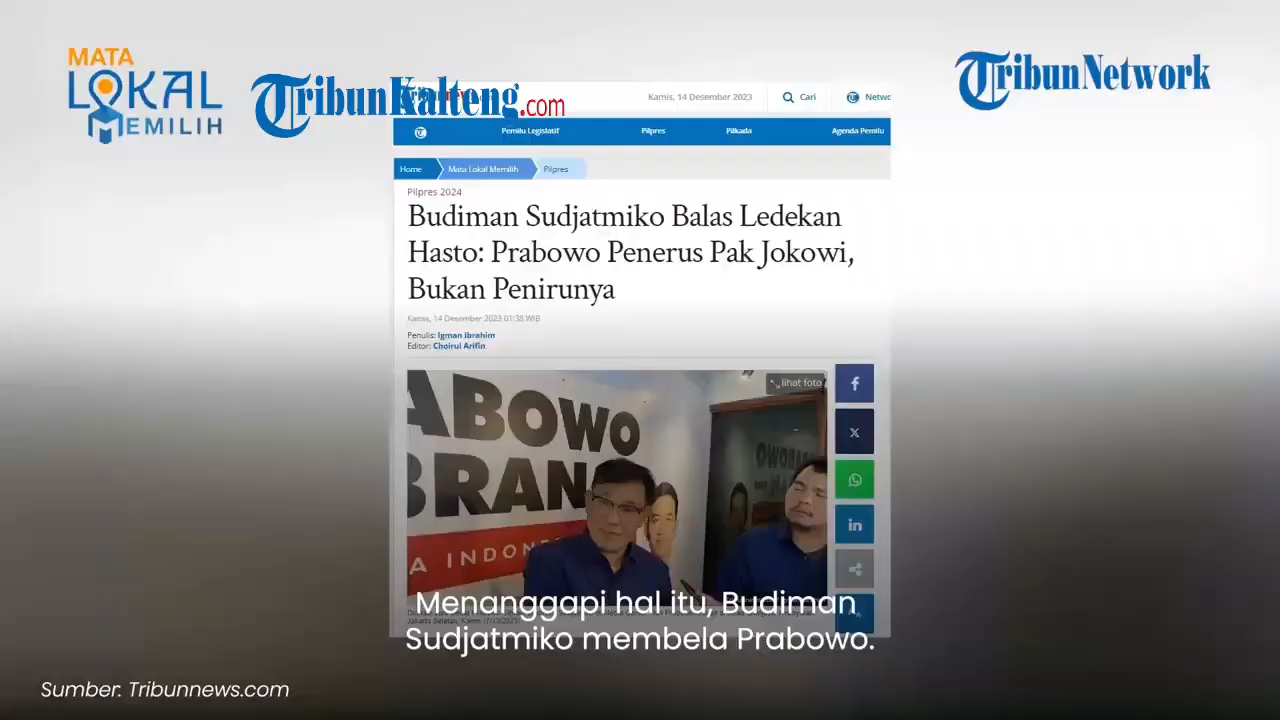 MATA
LOKAL
MEMILIH
TribunKalteng.com
TribunNetwork
Kamis, 14 Desember 2023
Cari
Netwo
Pemilu Legislatif
Pilpres
Pilkada
Agenda Pemilu
Home
Mata Lokal Memilih
Pilpres
Pilpres 2024
Budiman Sudjatmiko Balas Ledekan
Hasto: Prabowo Penerus Pak Jokowi,
Bukan Penirunya
Kamis, 14 Desember 2023 01:38 WIB
Penulis: Igman Ibrahim
Editor: Choirul Arifin
lihat foto
ABOWO
BRAN
A INDONE
Menanggapi hal itu, Budiman
Sudjatmiko membela Prabowo.
Sumber: Tribunnews.com